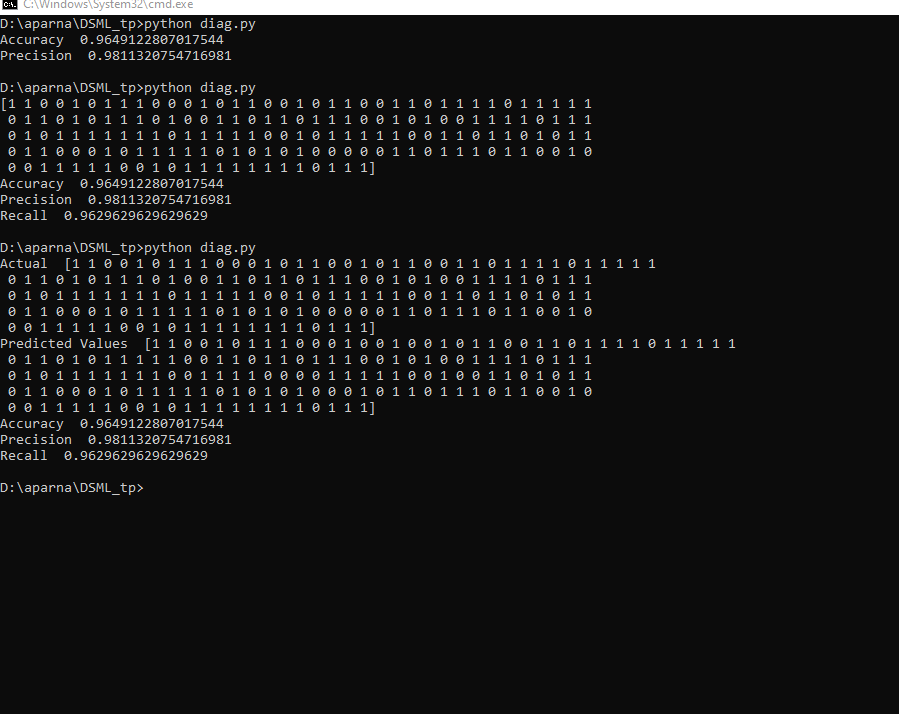 C:\Windows\System32\cmd.exe
D:\aparna\DSML_tp>python diag.py
Accuracy  0.9649122807017544
Precision  0.9811320754716981
D:\aparna\DSML_tp>python diag.py
[1 1 0 0 1 0 1 1 1 0 0 0 1 0 1 1 0 0 1 0 1 1 0 0 1 1 0 1 1 1 1 0 1 1 1 1 1
 0 1 1 0 1 0 1 1 1 0 1 0 0 1 1 0 1 1 0 1 1 1 0 0 1 0 1 0 0 1 1 1 1 0 1 1 1
 0 1 0 1 1 1 1 1 1 1 0 1 1 1 1 1 0 0 1 0 1 1 1 1 1 0 0 1 1 0 1 1 0 1 0 1 1
 0 1 1 0 0 0 1 0 1 1 1 1 1 0 1 0 1 0 1 0 0 0 0 0 1 1 0 1 1 1 0 1 1 0 0 1 0
 0 0 1 1 1 1 1 0 0 1 0 1 1 1 1 1 1 1 1 0 1 1 1]
Accuracy  0.9649122807017544
Precision  0.9811320754716981
Recall  0.9629629629629629
D:\aparna\DSML_tp>python diag.py
Actual  [1 1 0 0 1 0 1 1 1 0 0 0 1 0 1 1 0 0 1 0 1 1 0 0 1 1 0 1 1 1 1 0 1 1 1 1 1
 0 1 1 0 1 0 1 1 1 0 1 0 0 1 1 0 1 1 0 1 1 1 0 0 1 0 1 0 0 1 1 1 1 0 1 1 1
 0 1 0 1 1 1 1 1 1 1 0 1 1 1 1 1 0 0 1 0 1 1 1 1 1 0 0 1 1 0 1 1 0 1 0 1 1
 0 1 1 0 0 0 1 0 1 1 1 1 1 0 1 0 1 0 1 0 0 0 0 0 1 1 0 1 1 1 0 1 1 0 0 1 0
 0 0 1 1 1 1 1 0 0 1 0 1 1 1 1 1 1 1 1 0 1 1 1]
Predicted Values  [1 1 0 0 1 0 1 1 1 0 0 0 1 0 0 1 0 0 1 0 1 1 0 0 1 1 0 1 1 1 1 0 1 1 1 1 1
 0 1 1 0 1 0 1 1 1 1 1 0 0 1 1 0 1 1 0 1 1 1 0 0 1 0 1 0 0 1 1 1 1 0 1 1 1
 0 1 0 1 1 1 1 1 1 1 0 0 1 1 1 1 0 0 0 0 1 1 1 1 1 0 0 1 0 0 1 1 0 1 0 1 1
 0 1 1 0 0 0 1 0 1 1 1 1 1 0 1 0 1 0 1 0 0 0 1 0 1 1 0 1 1 1 0 1 1 0 0 1 0
 0 0 1 1 1 1 1 0 0 1 0 1 1 1 1 1 1 1 1 0 1 1 1]
Accuracy  0.9649122807017544
Precision  0.9811320754716981
Recall  0.9629629629629629
D:\aparna\DSML_tp>